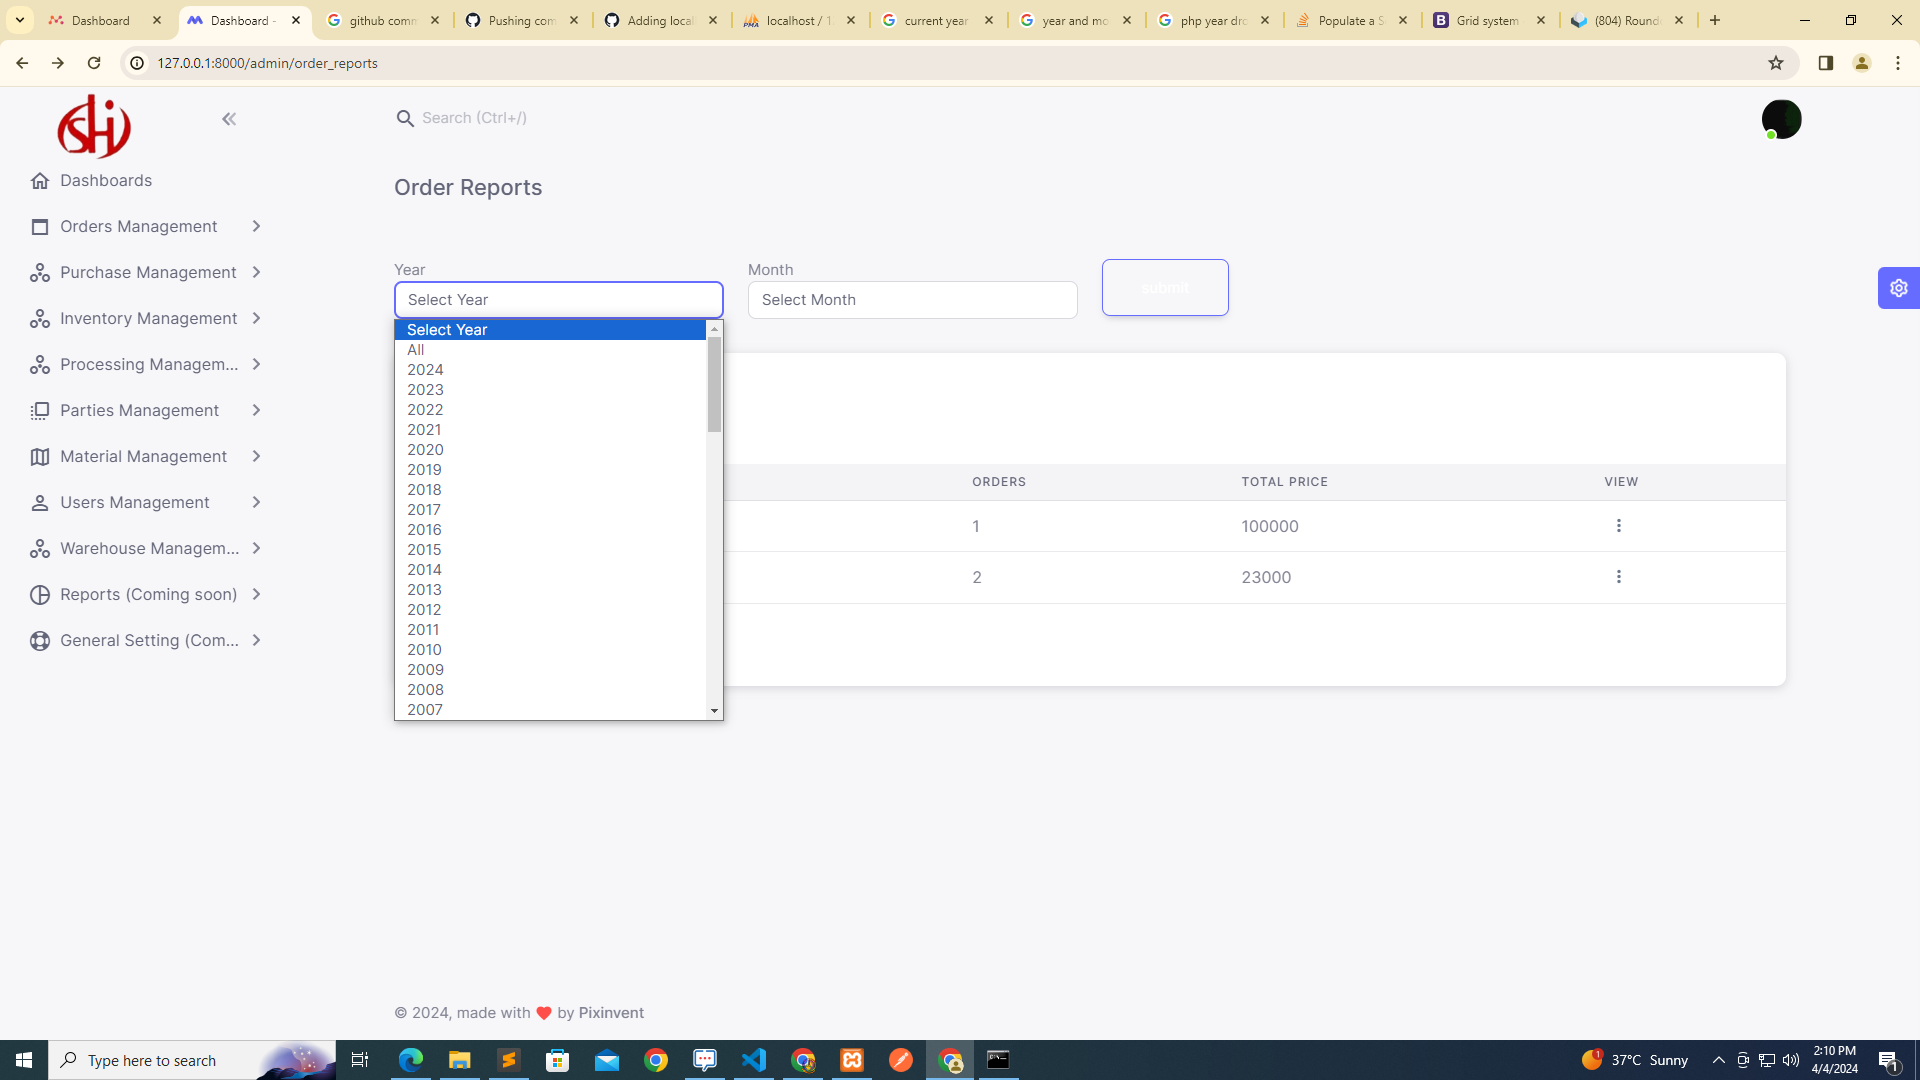 Dashboard
Dashboard -
github comm
Pushing com
Adding local
localhost / 1
current year
year and mo
php year dro
Populate a S
Grid system
(804) Round
127.0.0.1:8000/admin/order_reports
SHI
Search (Ctrl+/)
Dashboards
Orders Management
Purchase Management
Inventory Management
Processing Managem...
Parties Management
Material Management
Users Management
Warehouse Managem...
Reports (Coming soon)
General Setting (Com...
Order Reports
Year
Month
Select Year
Select Month
submit
Select Year
All
2024
2023
2022
2021
2020
2019
2018
2017
2016
2015
2014
2013
2012
2011
2010
2009
2008
2007
ORDERS TOTAL PRICE VIEW
1 100000
2 23000
© 2024, made with ❤ by Pixinvent
Type here to search
37°C Sunny
2:10 PM
4/4/2024
1
1